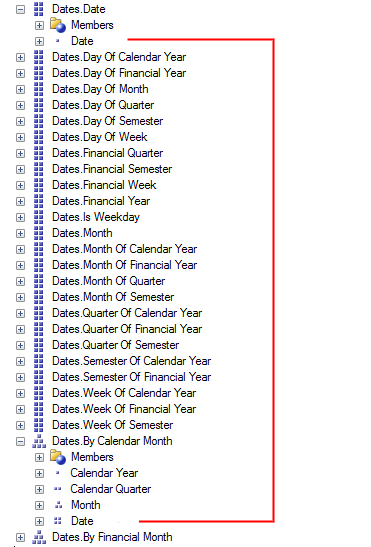 Dates.Date
Members
Date
Dates.Day Of Calendar Year
Dates.Day Of Financial Year
Dates.Day Of Month
Dates.Day Of Quarter
Dates.Day Of Semester
Dates.Day Of Week
Dates.Financial Quarter
Dates.Financial Semester
Dates.Financial Week
Dates.Financial Year
Dates.Is Weekday
Dates.Month
Dates.Month Of Calendar Year
Dates.Month Of Financial Year
Dates.Month Of Quarter
Dates.Month Of Semester
Dates.Quarter Of Calendar Year
Dates.Quarter Of Financial Year
Dates.Quarter Of Semester
Dates.Semester Of Calendar Year
Dates.Semester Of Financial Year
Dates.Week Of Calendar Year
Dates.Week Of Financial Year
Dates.Week Of Semester
Dates.By Calendar Month
Members
Calendar Year
Calendar Quarter
Month
Date
Dates.By Financial Month